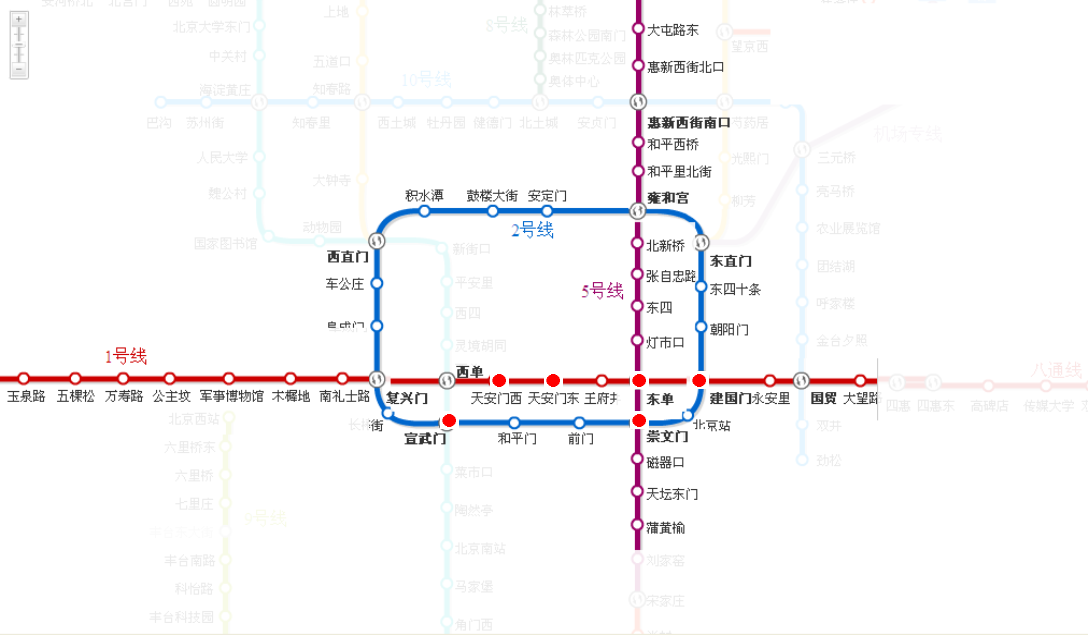 上地
林萃桥
8号线
大屯路东
北京大学东门
森林公园南门
望京西
中关村
五道口
奥林匹克公园
惠新西街北口
10号线
奥体中心
海淀黄庄
知春路
巴沟
苏州街
知春里
西土城
牡丹园
健德门
北土城
安贞门
惠新西街南口
芍药居
机场专线
和平西桥
人民大学
光熙门
三元桥
大钟寺
和平里北街
魏公村
亮马桥
积水潭
鼓楼大街
安定门
雍和宫
柳芳
动物园
2号线
农业展览馆
国家图书馆
新街口
北新桥
西直门
东直门
团结湖
车公庄
平安里
张自忠路
5号线
东四十条
西四
东四
呼家楼
阜成门
朝阳门
灵境胡同
灯市口
金台夕照
1号线
西单
八通线
玉泉路
五棵松
万寿路
公主坟
军事博物馆
木樨地
南礼士路
复兴门
天安门西
天安门东
王府井
东单
建国门
永安里
国贸
大望路
四惠
四惠东
高碑店
传媒大学
北京西站
长椿街
北京站
双井
宣武门
和平门
前门
崇文门
六里桥东
磁器口
劲松
六里桥
菜市口
七里庄
天坛东门
陶然亭
9号线
蒲黄榆
北京南站
丰台南路
刘家窑
科怡路
马家堡
宋家庄
丰台科技园
角门西